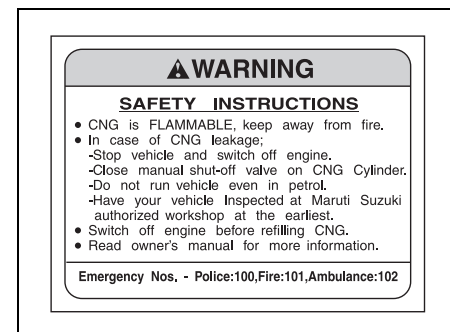 WARNING
SAFETY INSTRUCTIONS
• CNG is FLAMMABLE, keep away from fire.
• In case of CNG leakage;
-Stop vehicle and switch off engine.
-Close manual shut-off valve on CNG Cylinder.
-Do not run vehicle even in petrol.
-Have your vehicle Inspected at Maruti Suzuki
authorized workshop at the earliest.
• Switch off engine before refilling CNG.
• Read owner's manual for more information.
Emergency Nos. - Police:100,Fire:101,Ambulance:102